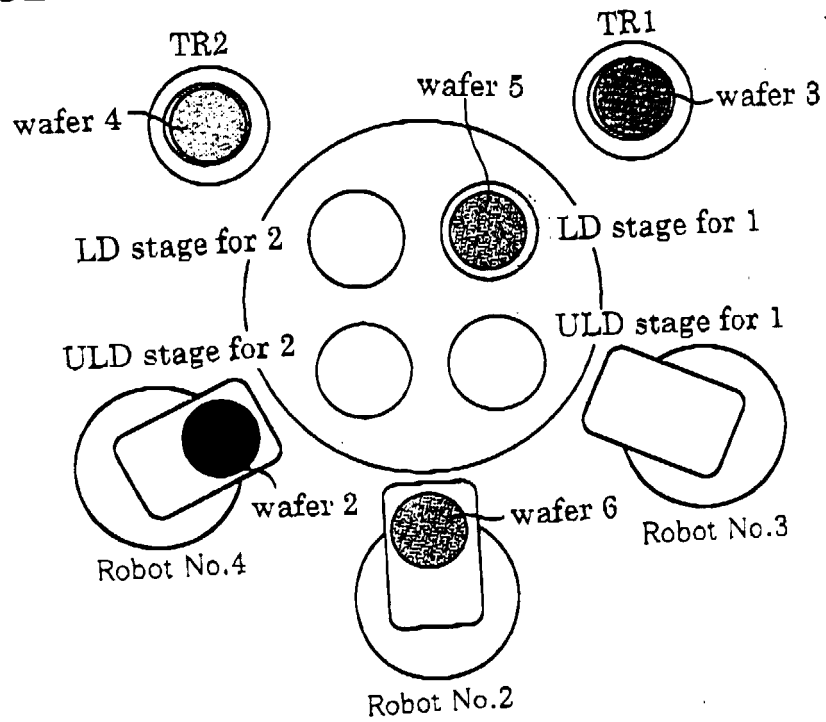 TR2
TR1
wafer 4
wafer 5
wafer 3
LD stage for 2
LD stage for 1
ULD stage for 2
ULD stage for 1
wafer 2
wafer 6
Robot No.4
Robot No.3
Robot No.2